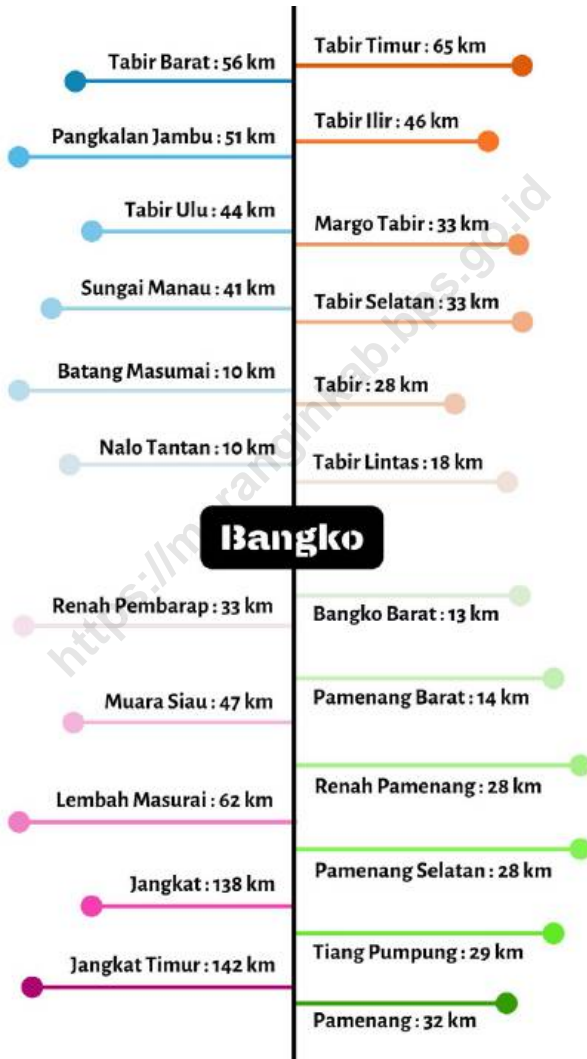 Tabir Timur : 65 km
Tabir Barat : 56 km
Tabir Ilir : 46 km
Pangkalan Jambu : 51 km
Tabir Ulu : 44 km
Margo Tabir : 33 km
Sungai Manau : 41 km
Tabir Selatan : 33 km
Batang Masumai : 10 km
Tabir : 28 km
Nalo Tantan : 10 km
Tabir Lintas : 18 km
Bangko
Renah Pembarap : 33 km
Bangko Barat : 13 km
Muara Siau : 47 km
Pamenang Barat : 14 km
Renah Pamenang : 28 km
Lembah Masurai : 62 km
Pamenang Selatan : 28 km
Jangkat : 138 km
Tiang Pumpung : 29 km
Jangkat Timur : 142 km
Pamenang : 32 km
https://meranginkab.bps.go.id